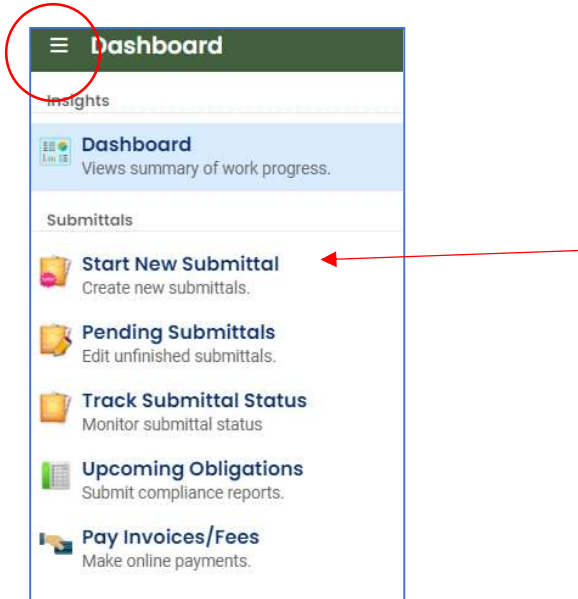 Dashboard
Insights
Dashboard
Views summary of work progress.
Submittals
Start New Submittal
Create new submittals.
Pending Submittals
Edit unfinished submittals.
Track Submittal Status
Monitor submittal status
Upcoming Obligations
Submit compliance reports.
Pay Invoices/Fees
Make online payments.